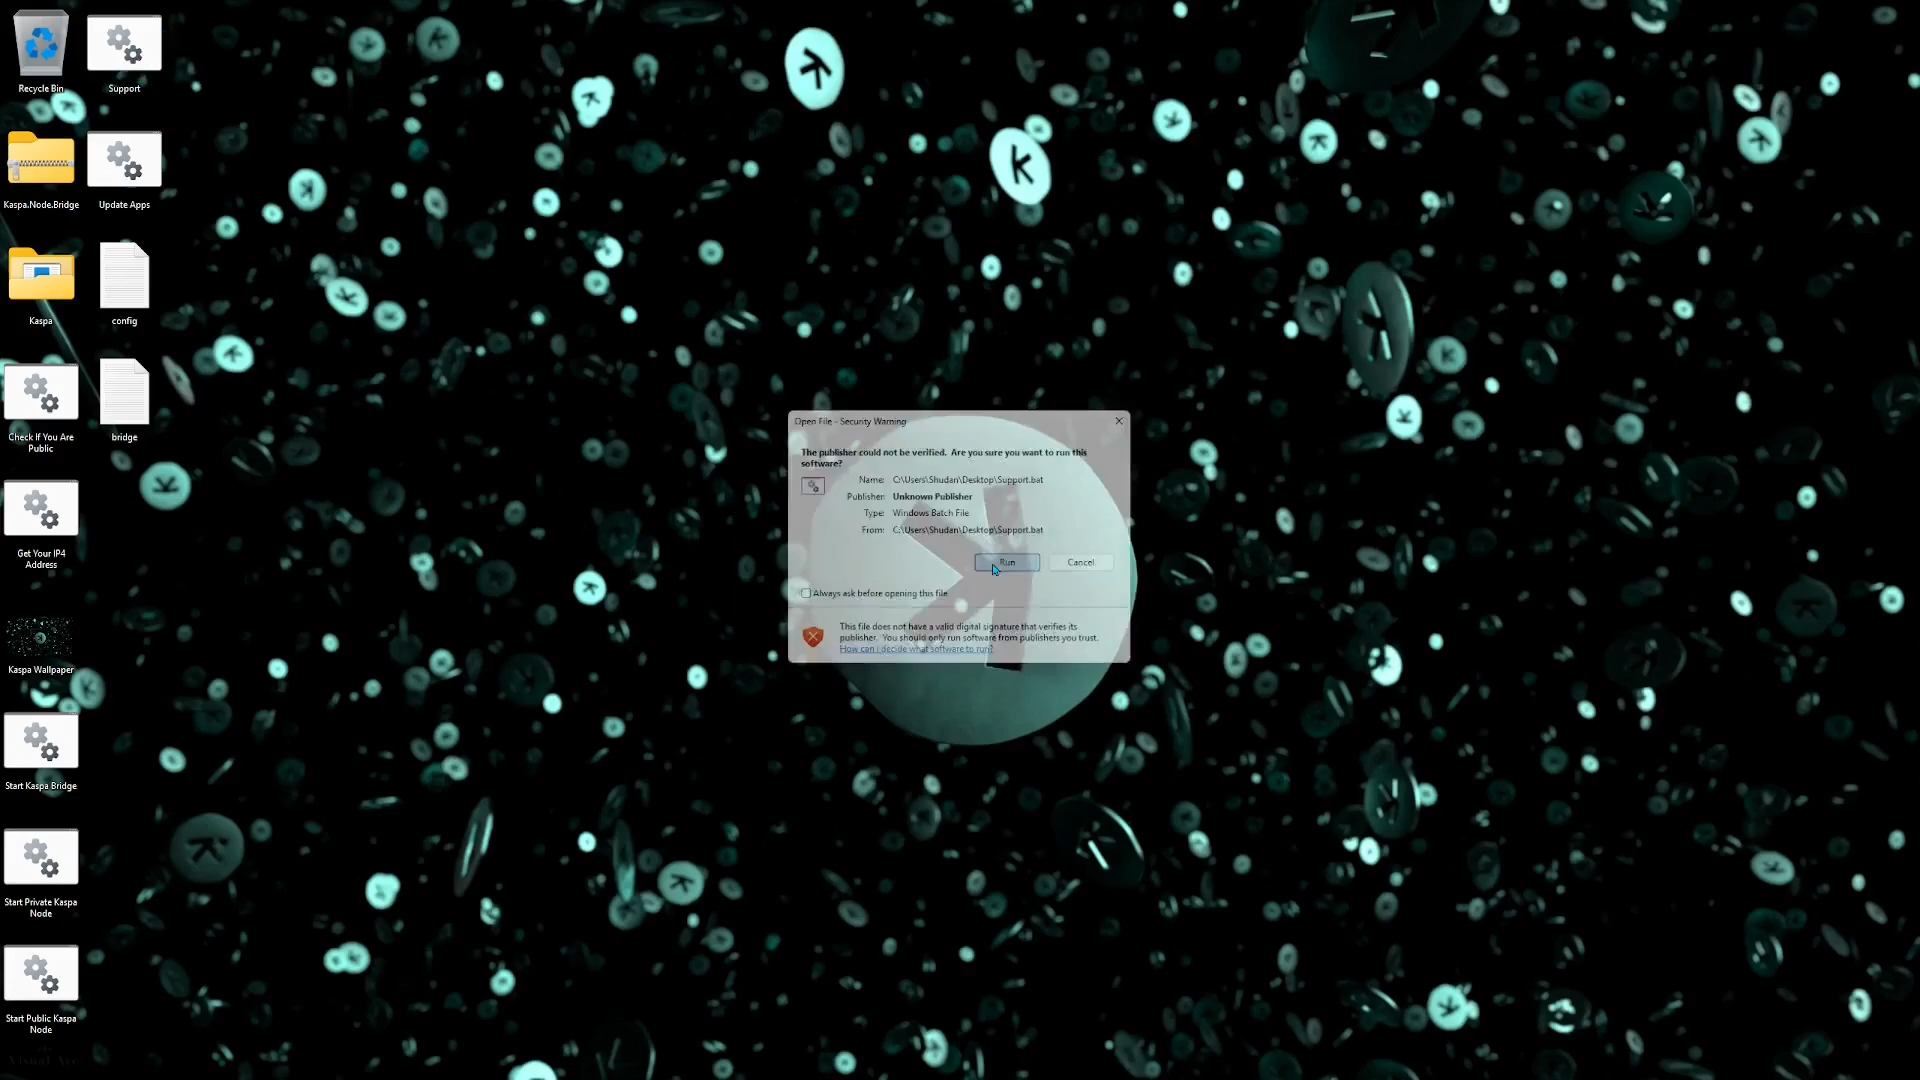 Recycle Bin
Support
Kaspa.Node.Bridge
Update Apps
Kaspa
config
Check If You Are
Public
bridge
Get Your IP4
Address
Kaspa Wallpaper
Start Kaspa Bridge
Start Private Kaspa
Node
Start Public Kaspa
Node
Open File - Security Warning
The publisher could not be verified. Are you sure you want to run this
software?
Name: C:\Users\Shudan\Desktop\Support.bat
Publisher: Unknown Publisher
Type: Windows Batch File
From: C:\Users\Shudan\Desktop\Support.bat
Run
Cancel
Always ask before opening this file
This file does not have a valid digital signature that verifies its
publisher. You should only run software from publishers you trust.
How can I decide what software to run?